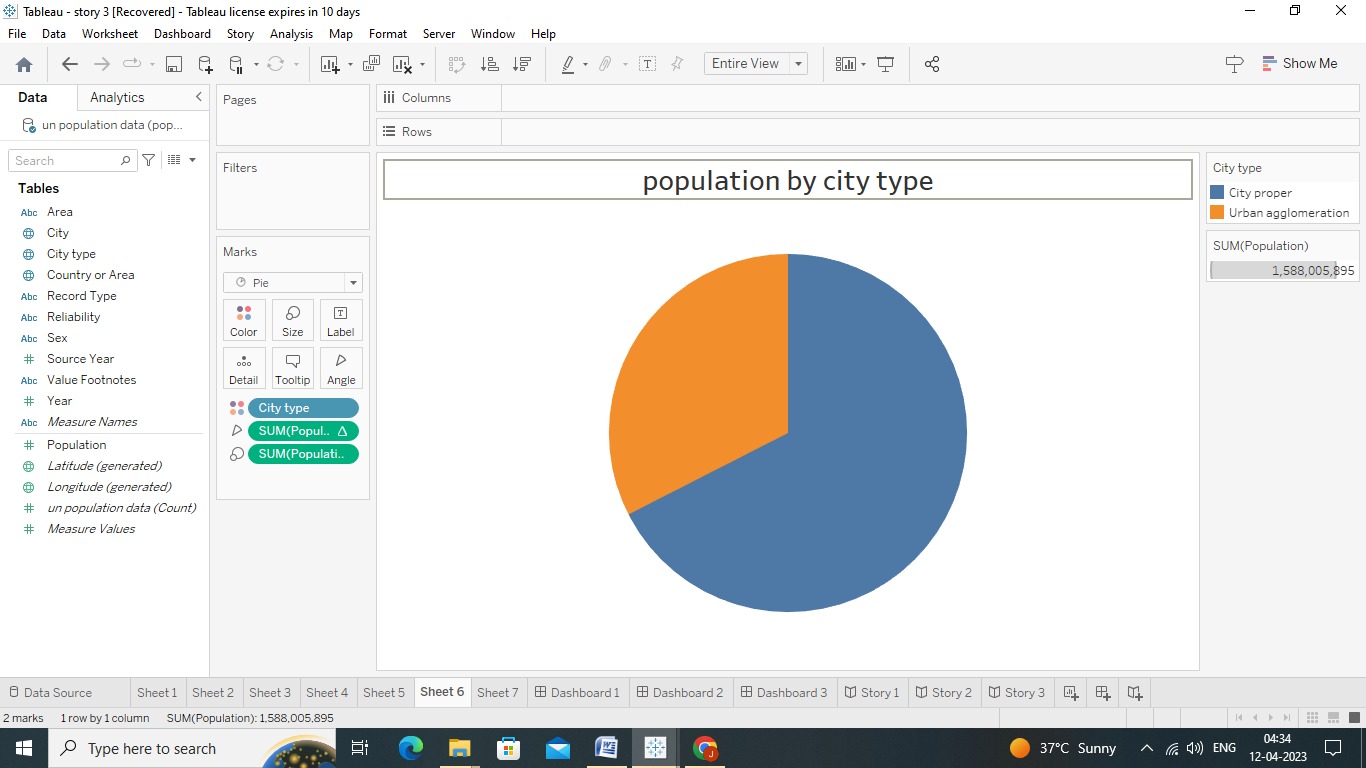 Tableau - story 3 [Recovered] - Tableau license expires in 10 days
File Data Worksheet Dashboard Story Analysis Map Format Server Window Help
Entire View
Show Me
Data Analytics
un population data (pop...
Search
Tables
Abc Area
City
City type
Country or Area
Abc Record Type
Abc Reliability
Abc Sex
Source Year
Abc Value Footnotes
Year
Abc Measure Names
Population
Latitude (generated)
Longitude (generated)
un population data (Count)
Measure Values
Pages
Filters
Marks
Pie
Color Size Label
Detail Tooltip Angle
City type
SUM(Popul..
SUM(Populati..
Columns
Rows
population by city type
City type
City proper
Urban agglomeration
SUM(Population)
1,588,005,895
Data Source Sheet 1 Sheet 2 Sheet 3 Sheet 4 Sheet 5 Sheet 6 Sheet 7 Dashboard 1 Dashboard 2 Dashboard 3 Story 1 Story 2 Story 3
2 marks 1 row by 1 column SUM(Population): 1,588,005,895
Type here to search
37°C Sunny
ENG
04:34
12-04-2023